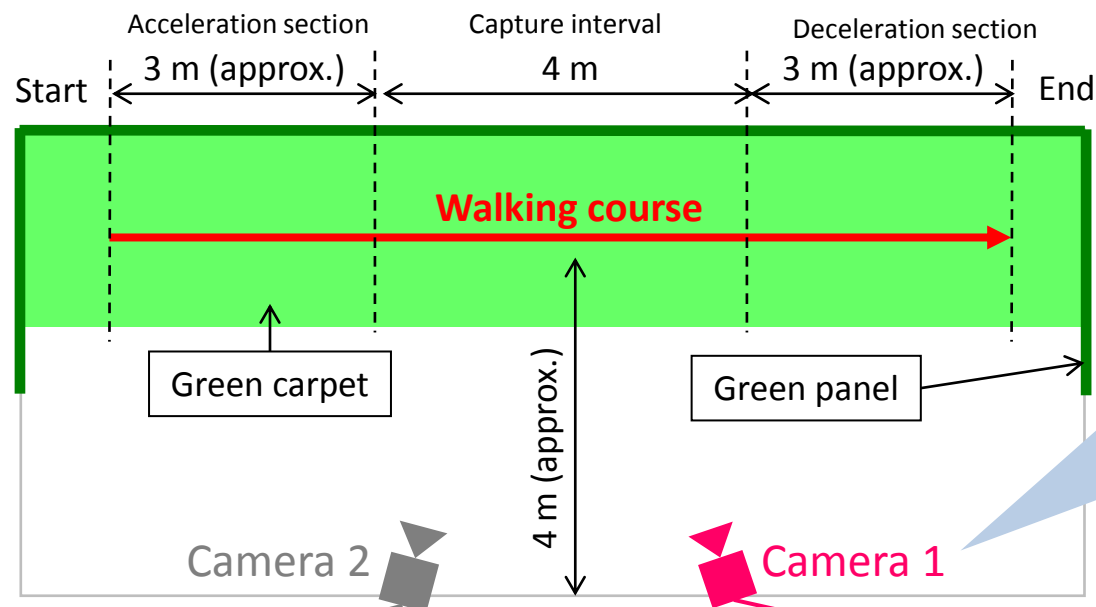 Acceleration section
Capture interval
Deceleration section
3 m (approx.)
4 m
3 m (approx.)
Start
End
Walking course
Green carpet
Green panel
4 m (approx.)
Camera 2
Camera 1